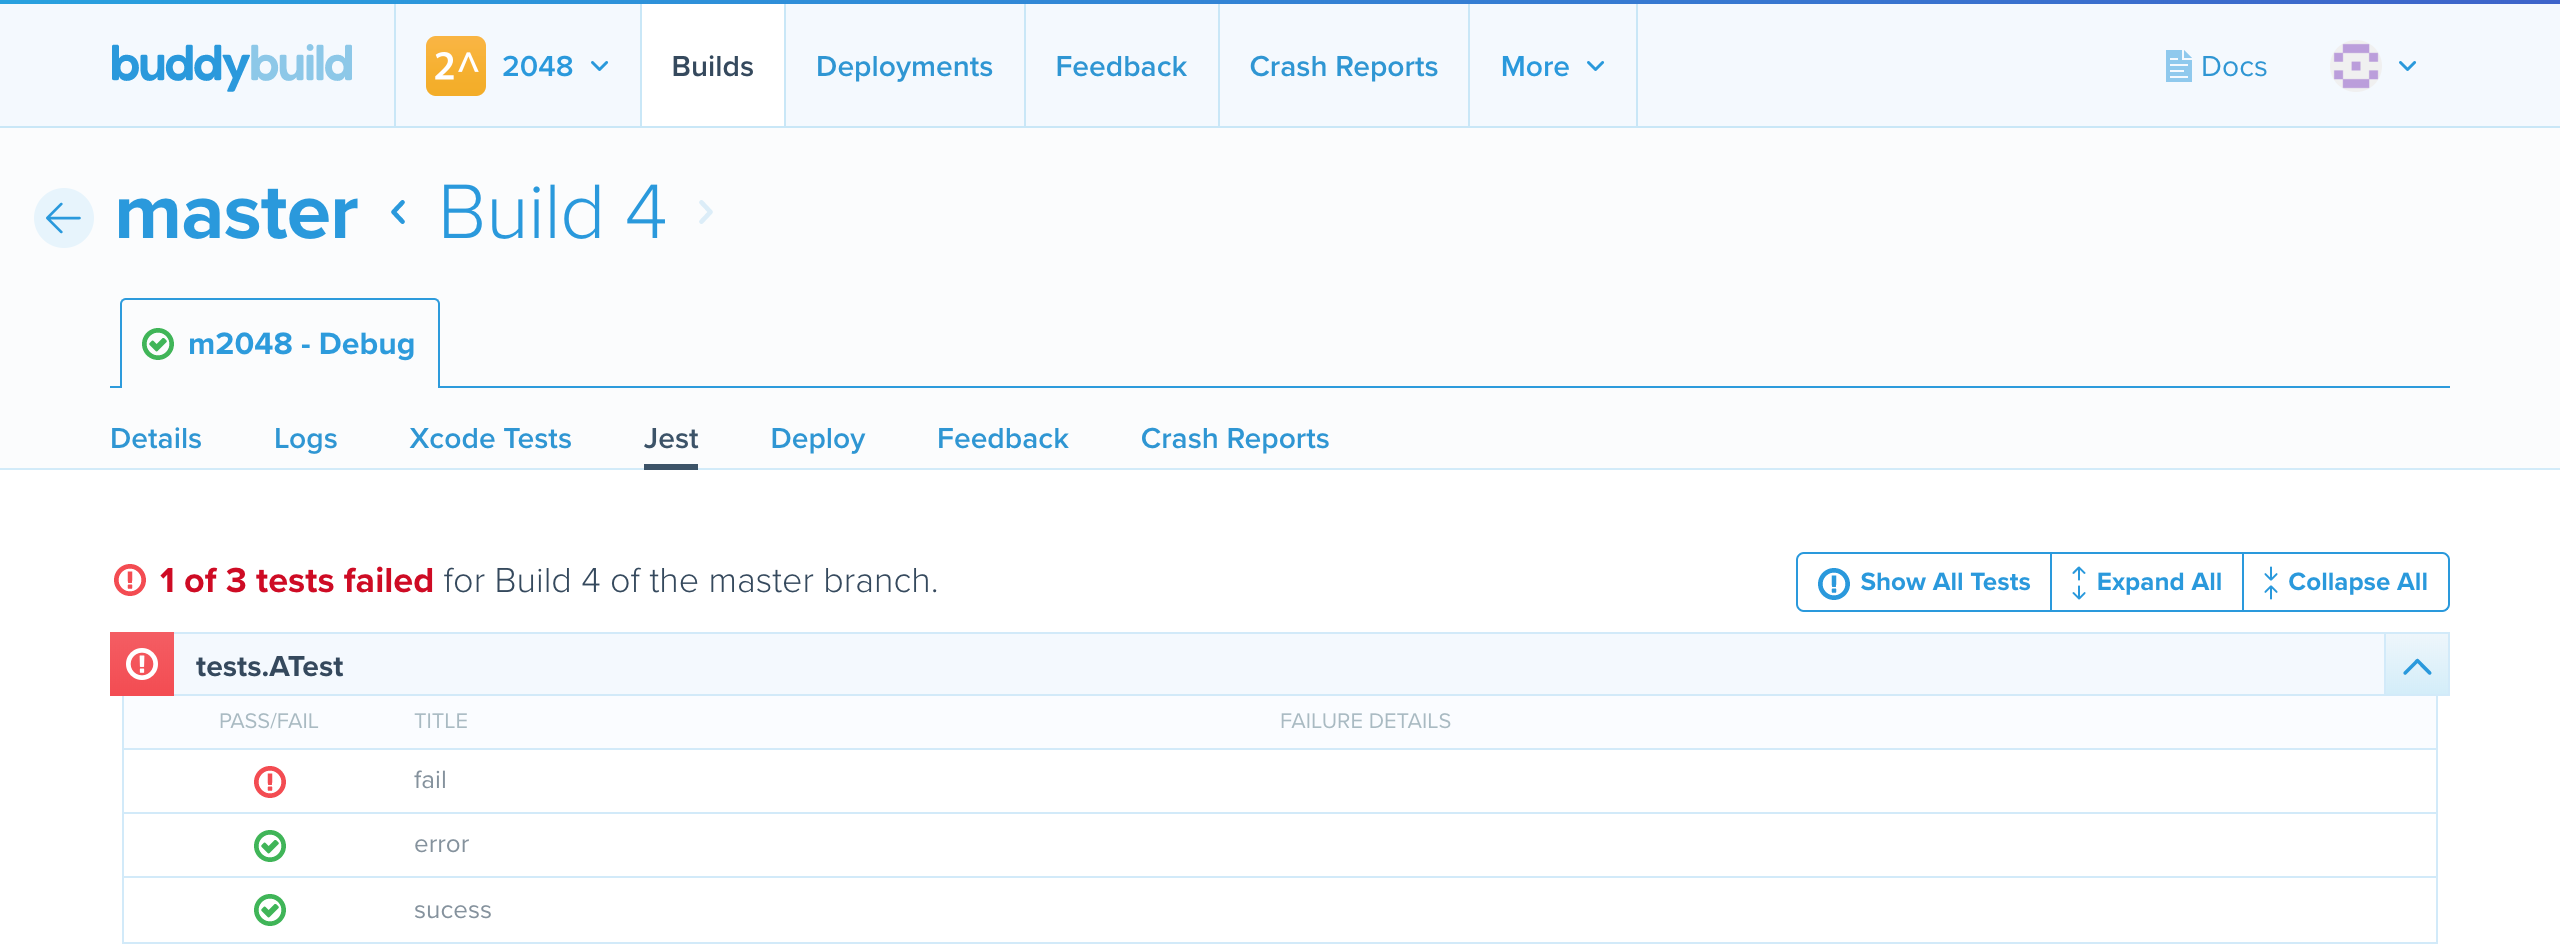 buddybuild 2^ 2048 Builds Deployments Feedback Crash Reports More Docs
master Build 4
m2048 - Debug
Details Logs Xcode Tests Jest Deploy Feedback Crash Reports
1 of 3 tests failed for Build 4 of the master branch. Show All Tests Expand All Collapse All
tests.ATest
PASS/FAIL TITLE FAILURE DETAILS
fail
error
sucess